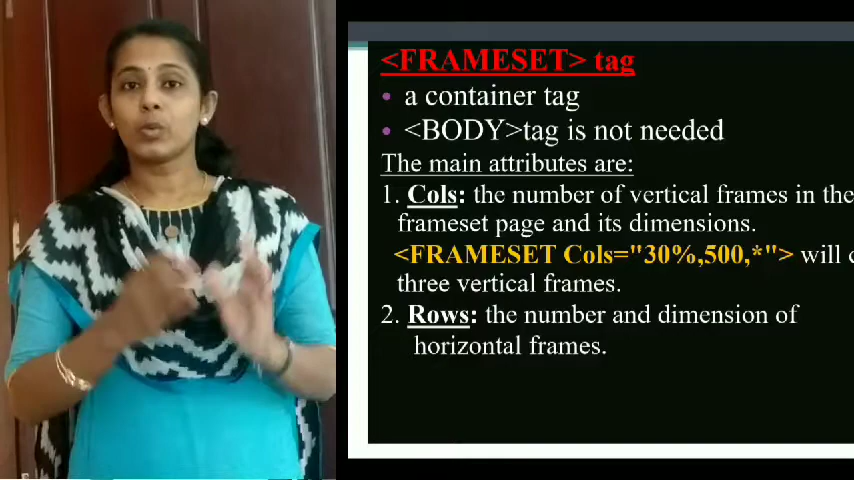 <FRAMESET> tag
• a container tag
• <BODY>tag is not needed
The main attributes are:
1. Cols: the number of vertical frames in the
frameset page and its dimensions.
<FRAMESET Cols="30%,500,*"> will c
three vertical frames.
2. Rows: the number and dimension of
horizontal frames.